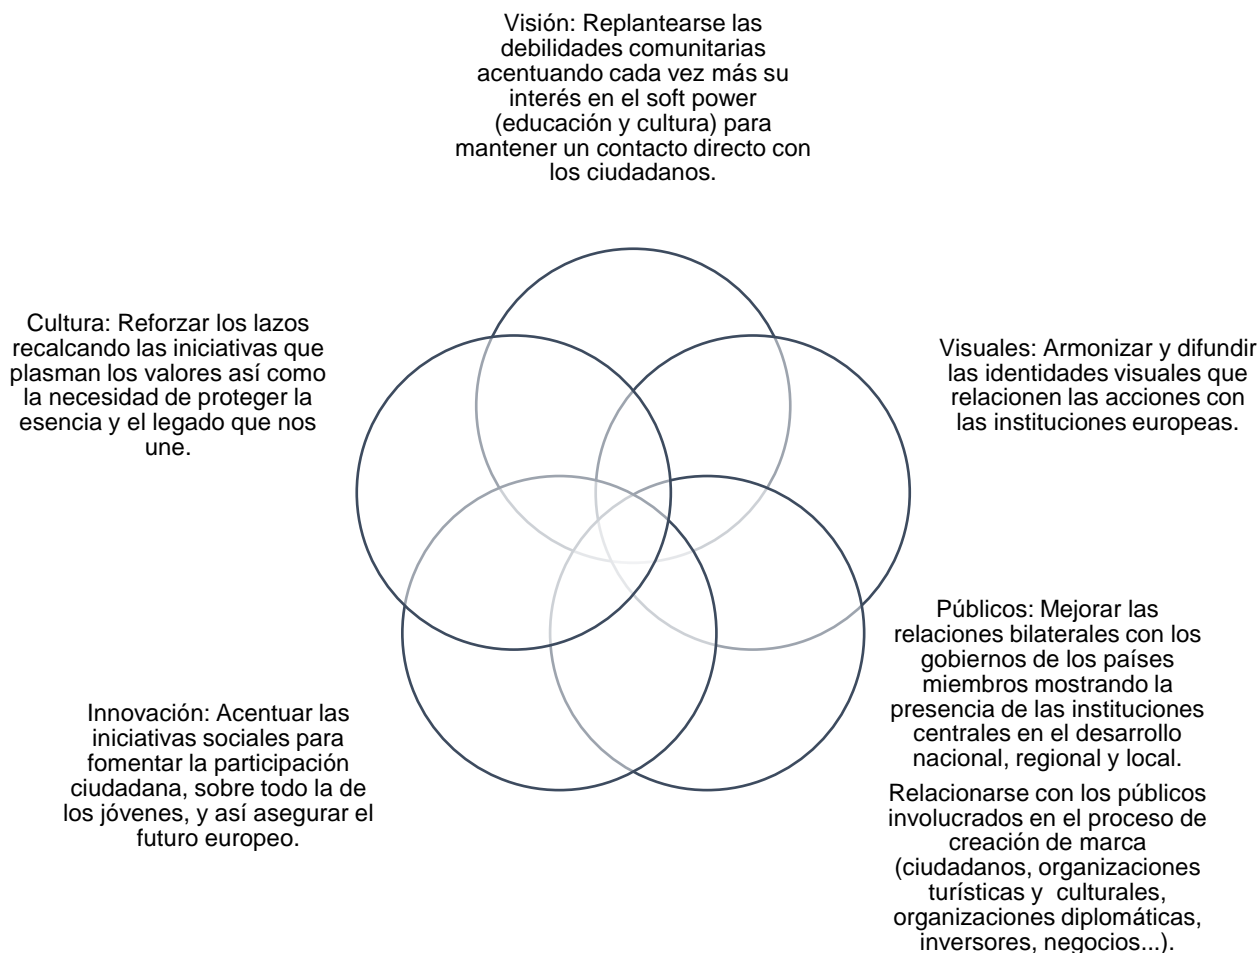 Visión: Replantearse las
debilidades comunitarias
acentuando cada vez más su
interés en el soft power
(educación y cultura) para
mantener un contacto directo con
los ciudadanos.
Cultura: Reforzar los lazos
recalcando las iniciativas que
plasman los valores así como
la necesidad de proteger la
esencia y el legado que nos
une.
Visuales: Armonizar y difundir
las identidades visuales que
relacionen las acciones con
las instituciones europeas.
Públicos: Mejorar las
relaciones bilaterales con los
gobiernos de los países
miembros mostrando la
presencia de las instituciones
centrales en el desarrollo
nacional, regional y local.
Relacionarse con los públicos
involucrados en el proceso de
creación de marca
(ciudadanos, organizaciones
turísticas y culturales,
organizaciones diplomáticas,
inversores, negocios...).
Innovación: Acentuar las
iniciativas sociales para
fomentar la participación
ciudadana, sobre todo la de
los jóvenes, y así asegurar el
futuro europeo.